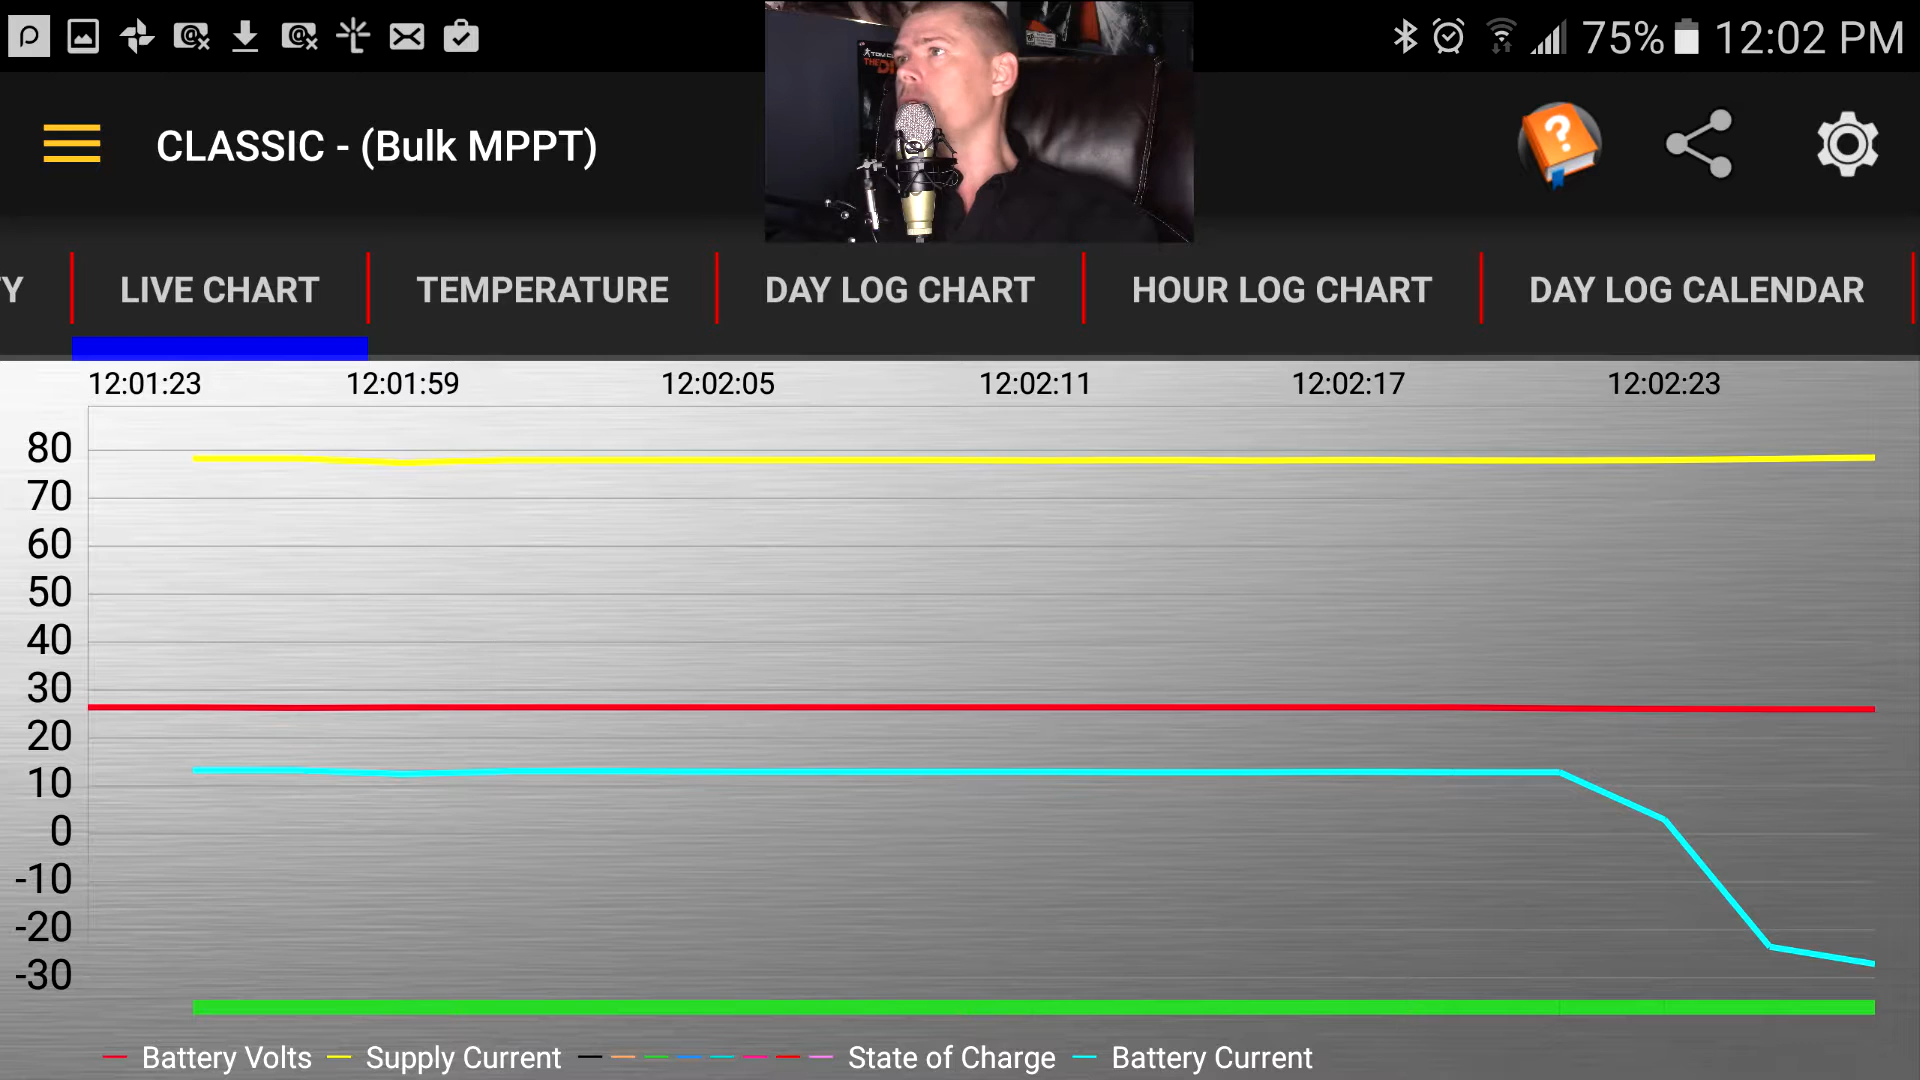 75% 12:02 PM
CLASSIC - (Bulk MPPT)
Y LIVE CHART TEMPERATURE DAY LOG CHART HOUR LOG CHART DAY LOG CALENDAR
12:01:23 12:01:59 12:02:05 12:02:11 12:02:17 12:02:23
80
70
60
50
40
30
20
10
0
-10
-20
-30
Battery Volts Supply Current State of Charge Battery Current